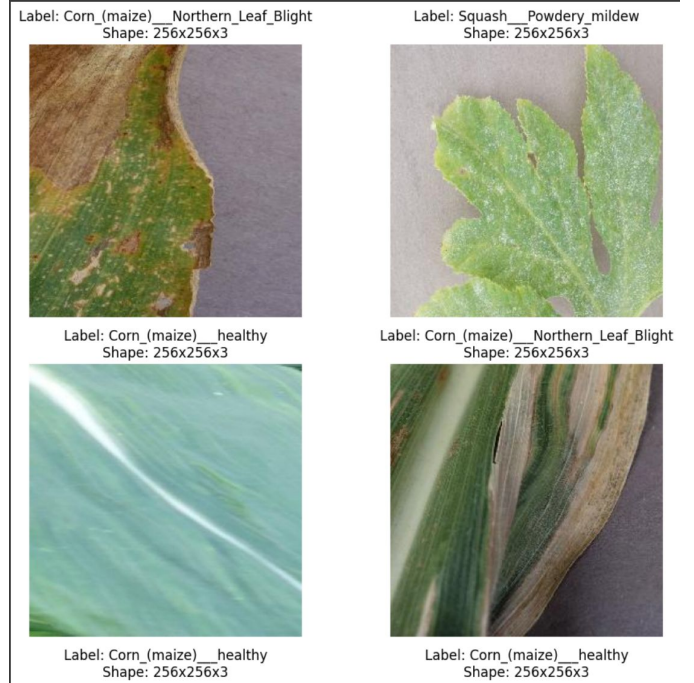 Label: Corn_(maize)___Northern_Leaf_Blight
Shape: 256x256x3
Label: Squash___Powdery_mildew
Shape: 256x256x3
Label: Corn_(maize)___healthy
Shape: 256x256x3
Label: Corn_(maize)___Northern_Leaf_Blight
Shape: 256x256x3
Label: Corn_(maize)___healthy
Shape: 256x256x3
Label: Corn_(maize)___healthy
Shape: 256x256x3